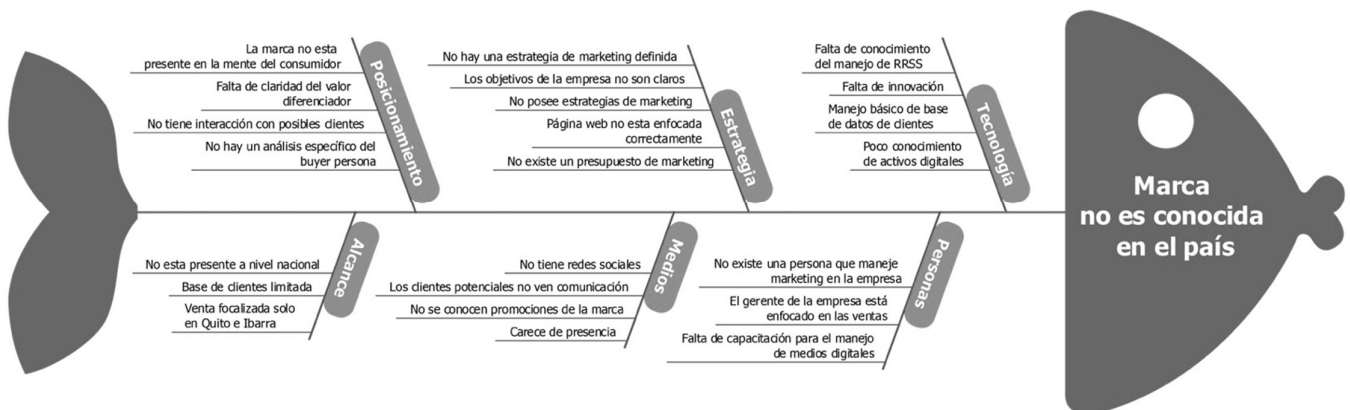 La marca no esta
presente en la mente del consumidor
Falta de claridad del valor
diferenciador
No tiene interacción con posibles clientes
No hay un análisis específico del
buyer persona
Posicionamiento
No hay una estrategia de marketing definida
Los objetivos de la empresa no son claros
No posee estrategias de marketing
Página web no esta enfocada
correctamente
No existe un presupuesto de marketing
Estrategia
Falta de conocimiento
del manejo de RRSS
Falta de innovación
Manejo básico de base
de datos de clientes
Poco conocimiento
de activos digitales
Tecnología
Marca
no es conocida
en el país
No esta presente a nivel nacional
Base de clientes limitada
Venta focalizada solo
en Quito e Ibarra
Alcance
No tiene redes sociales
Los clientes potenciales no ven comunicación
No se conocen promociones de la marca
Carece de presencia
Medios
No existe una persona que maneje
marketing en la empresa
El gerente de la empresa está
enfocado en las ventas
Falta de capacitación para el manejo
de medios digitales
Personas